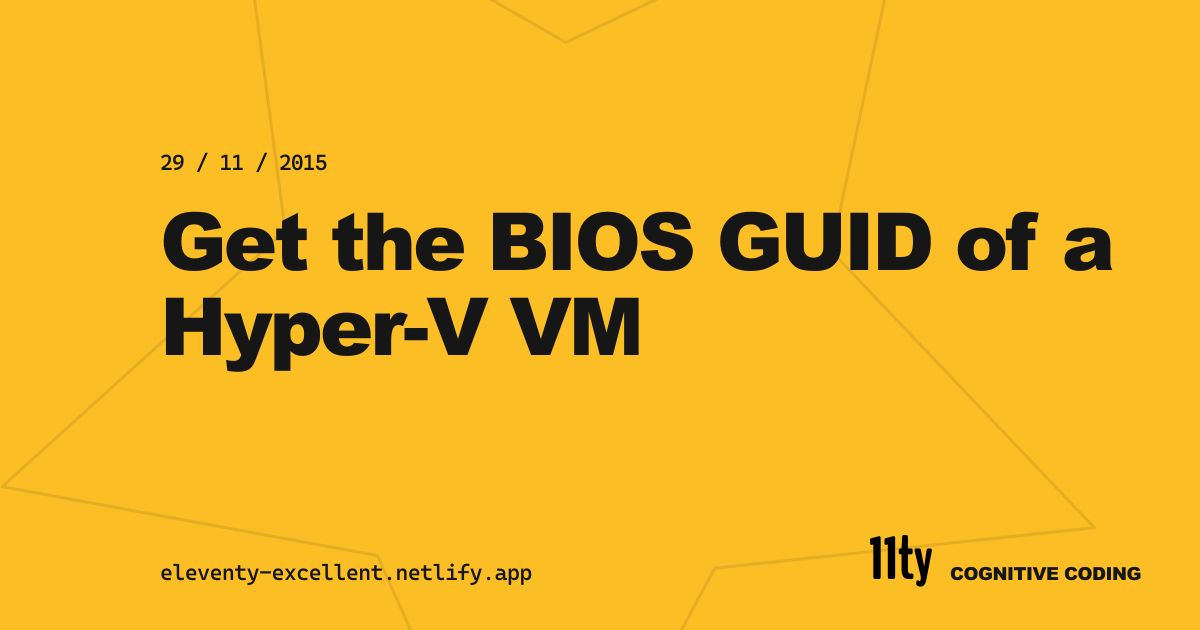 29 / 11 / 2015
Get the BIOS GUID of a
Hyper-V VM
eleventy-excellent.netlify.app
11ty
COGNITIVE CODING